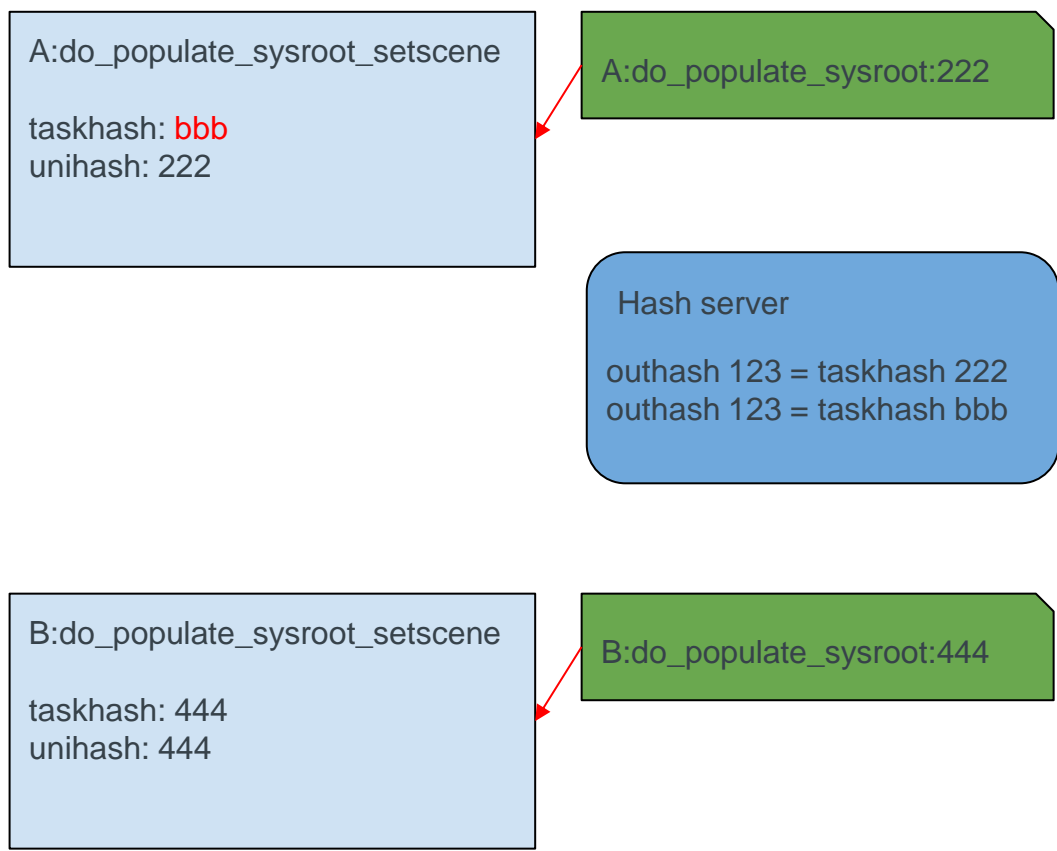 A:do_populate_sysroot_setscene
taskhash: bbb
unihash: 222
A:do_populate_sysroot:222
Hash server
outhash 123 = taskhash 222
outhash 123 = taskhash bbb
B:do_populate_sysroot_setscene
taskhash: 444
unihash: 444
B:do_populate_sysroot:444